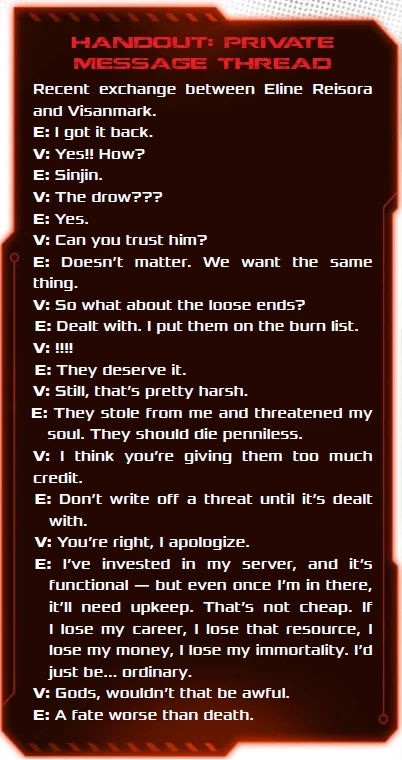 HANDOUT: PRIVATE
MESSAGE THREAD
Recent exchange between Eline Reisora
and Visanmark.
E: I got it back.
V: Yes!! How?
E: Sinjin.
V: The drow???
E: Yes.
V: Can you trust him?
E: Doesn't matter. We want the same
thing.
V: So what about the loose ends?
E: Dealt with. I put them on the burn list.
V: !!!!
E: They deserve it.
V: Still, that's pretty harsh.
E: They stole from me and threatened my
soul. They should die penniless.
V: I think you're giving them too much
credit.
E: Don't write off a threat until it's dealt
with.
V: You're right, I apologize.
E: I've invested in my server, and it's
functional — but even once I'm in there,
it'll need upkeep. That's not cheap. If
I lose my career, I lose that resource, I
lose my money, I lose my immortality. I'd
just be... ordinary.
V: Gods, wouldn't that be awful.
E: A fate worse than death.